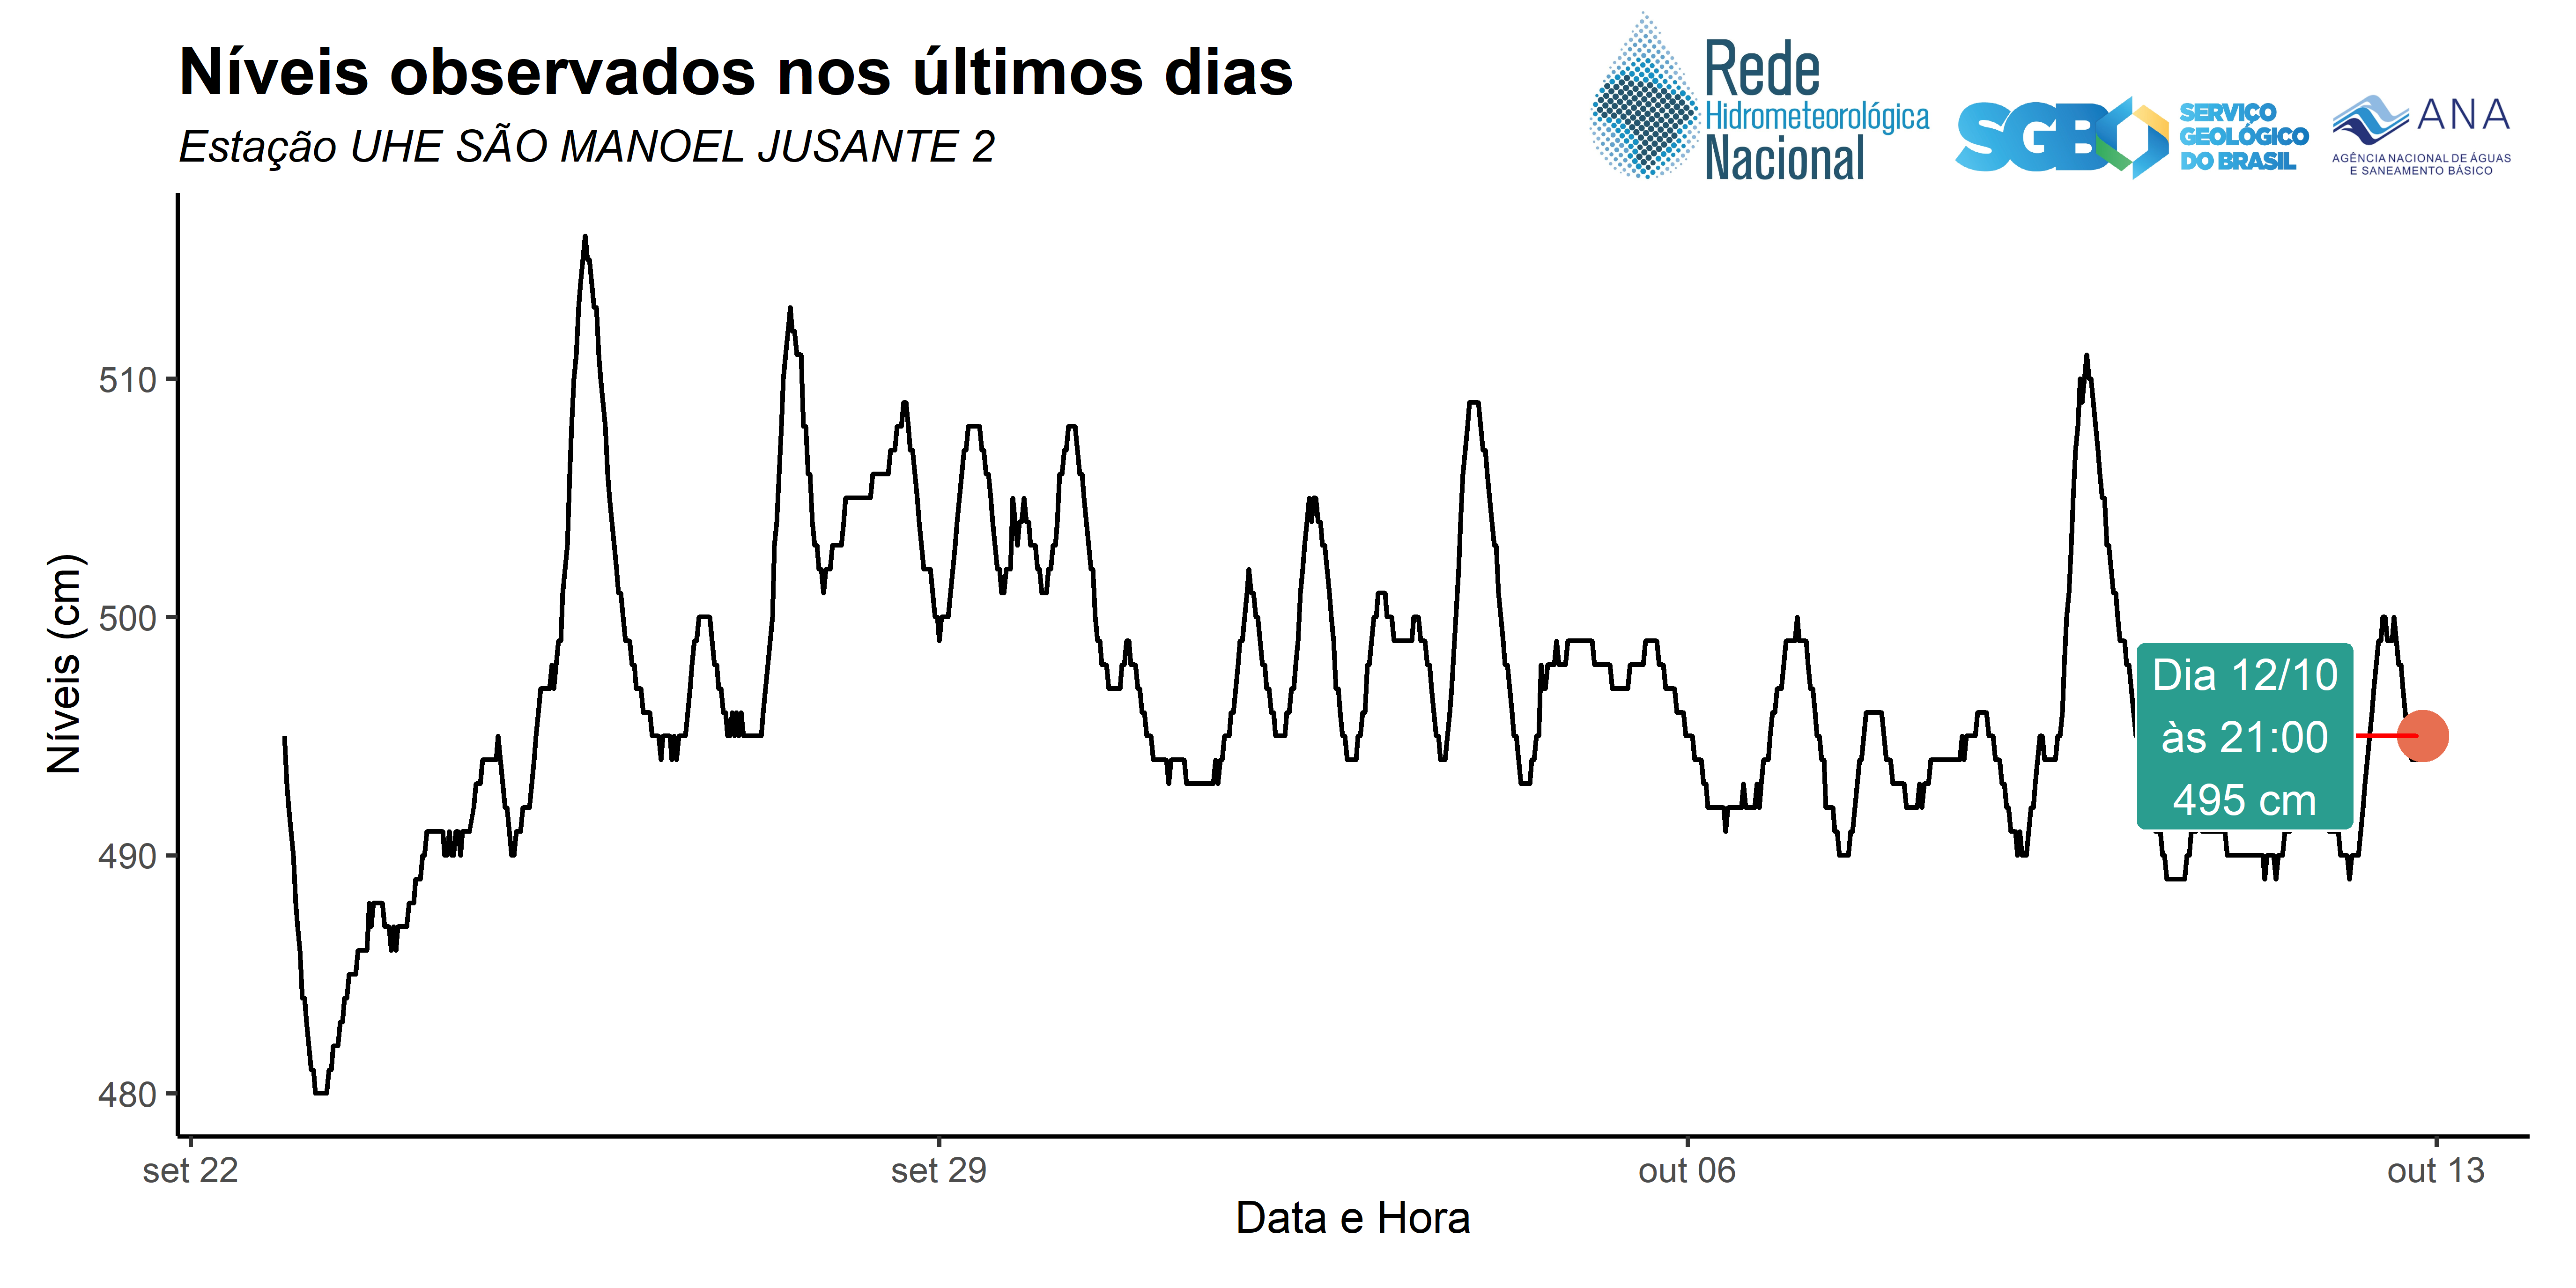 Níveis observados nos últimos dias
Estação UHE SÃO MANOEL JUSANTE 2
Rede
Hidrometeorológica
Nacional
SGB
SERVIÇO
GEOLÓGICO
DO BRASIL
ANA
AGÊNCIA NACIONAL DE ÁGUAS
E SANEAMENTO BÁSICO
Níveis (cm)
510
500
490
480
Dia 12/10
às 21:00
495 cm
set 22
set 29
out 06
out 13
Data e Hora